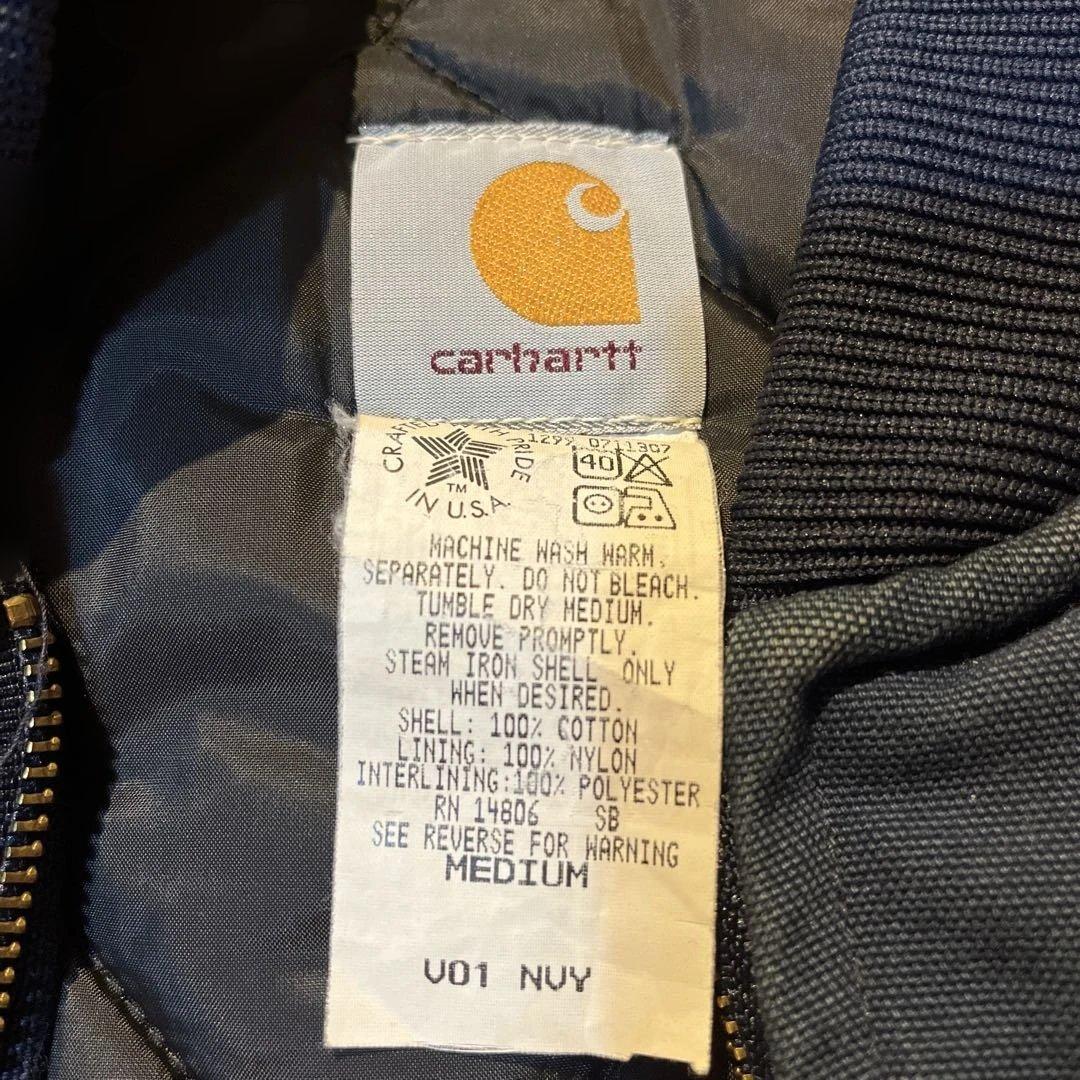 carhartt
CRAFTED WITH PRIDE
TM
IN U.S.A.
1299 0711307
40
MACHINE WASH WARM,
SEPARATELY. DO NOT BLEACH.
TUMBLE DRY MEDIUM.
REMOVE PROMPTLY.
STEAM IRON SHELL ONLY
WHEN DESIRED.
SHELL: 100% COTTON
LINING: 100% NYLON
INTERLINING:100% POLYESTER
RN 14806 SB
SEE REVERSE FOR WARNING
MEDIUM
V01 NVY